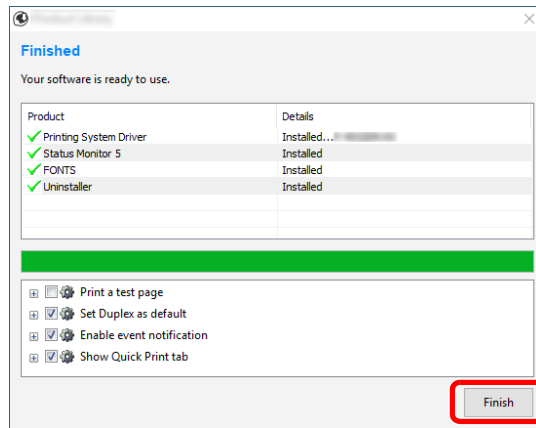 Finished
Your software is ready to use.
Product Details
Printing System Driver Installed...
Status Monitor 5 Installed
FONTS Installed
Uninstaller Installed
Print a test page
Set Duplex as default
Enable event notification
Show Quick Print tab
Finish